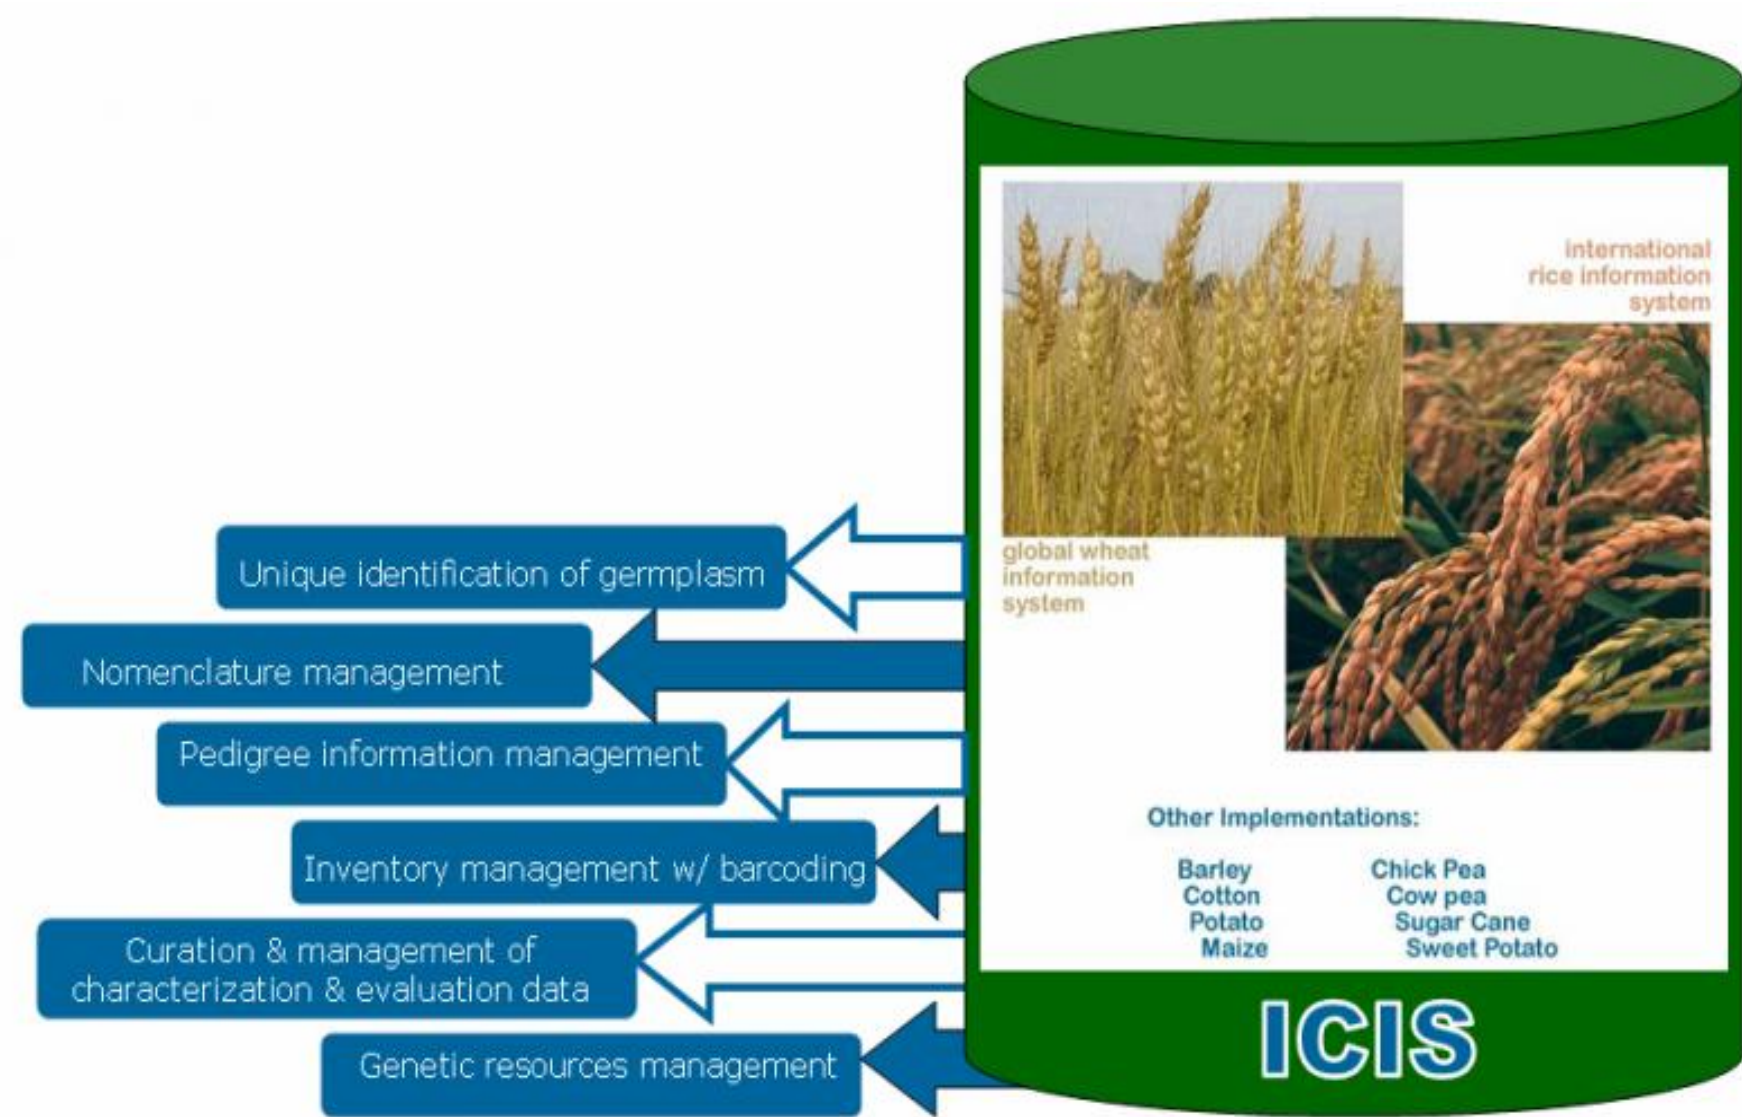 international
rice information
system
global wheat
information
system
Unique identification of germplasm
Nomenclature management
Pedigree information management
Inventory management w/ barcoding
Curation & management of
characterization & evaluation data
Genetic resources management
Other Implementations:
Barley Chick Pea
Cotton Cow pea
Potato Sugar Cane
Maize Sweet Potato
ICIS